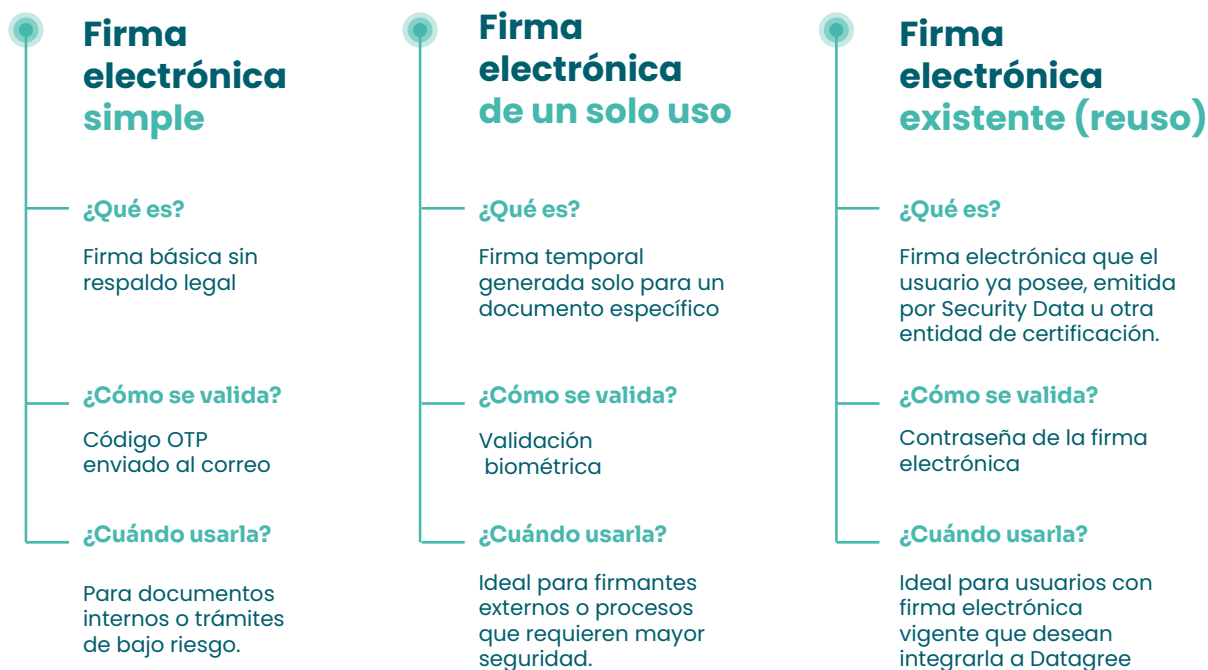 Firma
electrónica
simple
¿Qué es?
Firma básica sin
respaldo legal
¿Cómo se valida?
Código OTP
enviado al correo
¿Cuándo usarla?
Para documentos
internos o trámites
de bajo riesgo.
Firma
electrónica
de un solo uso
¿Qué es?
Firma temporal
generada solo para un
documento específico
¿Cómo se valida?
Validación
biométrica
¿Cuándo usarla?
Ideal para firmantes
externos o procesos
que requieren mayor
seguridad.
Firma
electrónica
existente (reuso)
¿Qué es?
Firma electrónica que el
usuario ya posee, emitida
por Security Data u otra
entidad de certificación.
¿Cómo se valida?
Contraseña de la firma
electrónica
¿Cuándo usarla?
Ideal para usuarios con
firma electrónica
vigente que desean
integrarla a Datagree